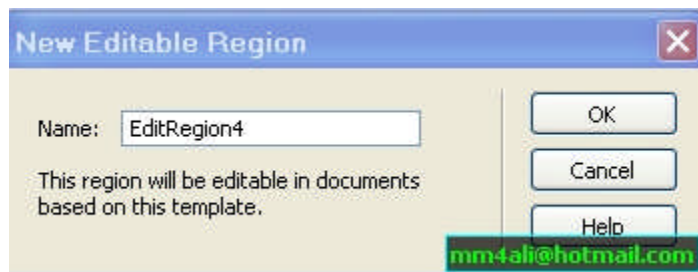 New Editable Region
Name: EditRegion4
This region will be editable in documents
based on this template.
OK
Cancel
Help
mm4ali@hotmail.com